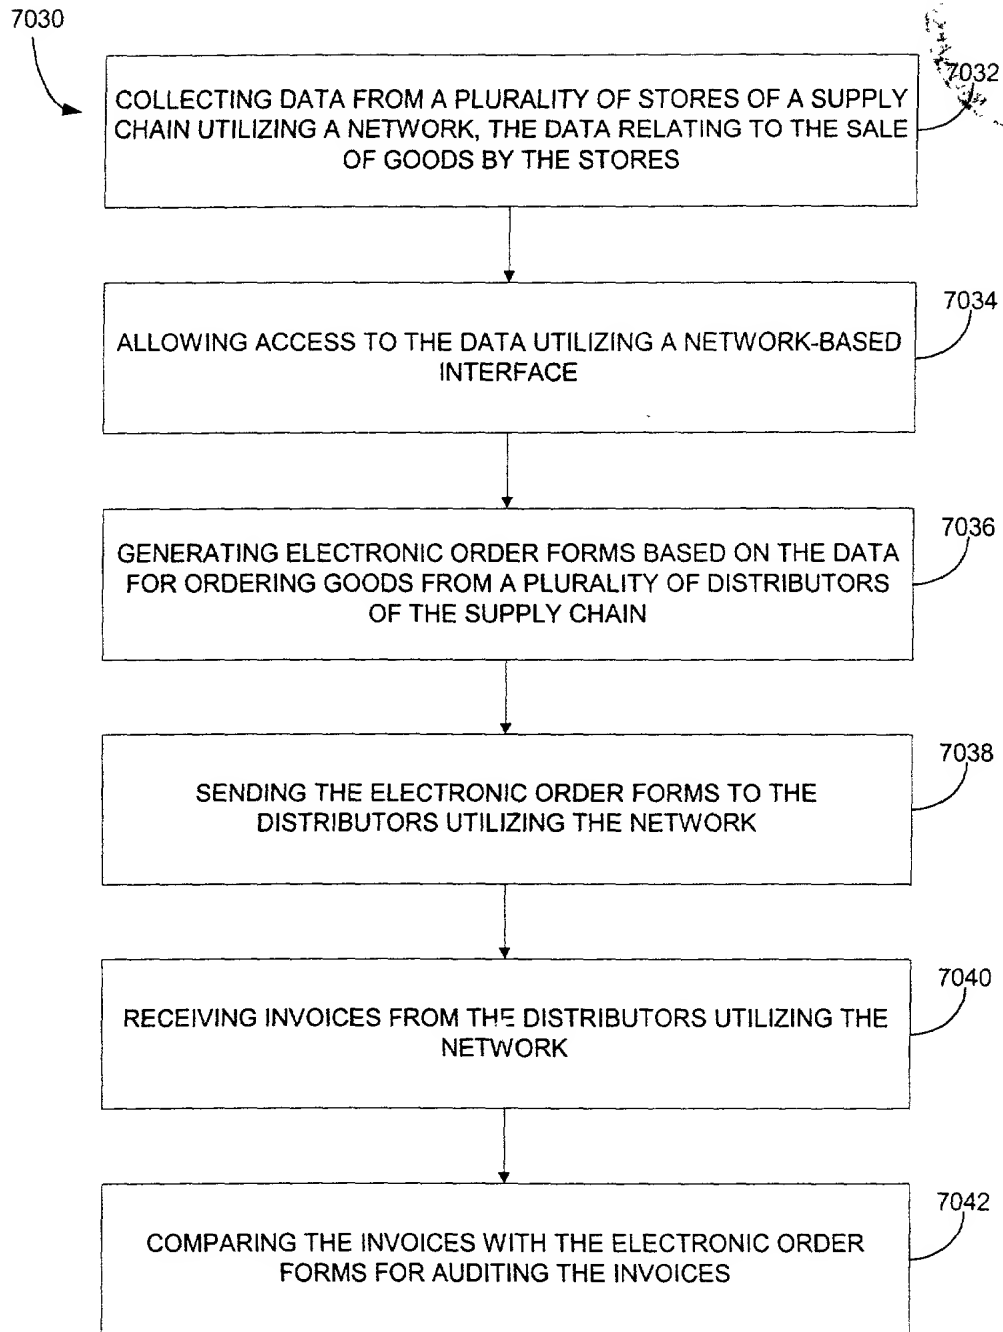 7030
7032
COLLECTING DATA FROM A PLURALITY OF STORES OF A SUPPLY
CHAIN UTILIZING A NETWORK, THE DATA RELATING TO THE SALE
OF GOODS BY THE STORES
7034
ALLOWING ACCESS TO THE DATA UTILIZING A NETWORK-BASED
INTERFACE
7036
GENERATING ELECTRONIC ORDER FORMS BASED ON THE DATA
FOR ORDERING GOODS FROM A PLURALITY OF DISTRIBUTORS
OF THE SUPPLY CHAIN
7038
SENDING THE ELECTRONIC ORDER FORMS TO THE
DISTRIBUTORS UTILIZING THE NETWORK
7040
RECEIVING INVOICES FROM THE DISTRIBUTORS UTILIZING THE
NETWORK
7042
COMPARING THE INVOICES WITH THE ELECTRONIC ORDER
FORMS FOR AUDITING THE INVOICES